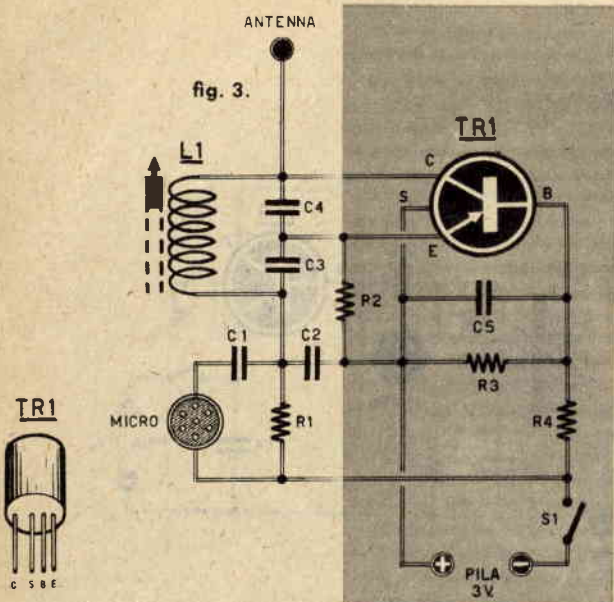 ANTENNA
fig. 3.
TR1
L1
C
S
B
E
C4
C3
R2
C5
C1
C2
R3
MICRO
R1
R4
TR1
S1
+
PILA
3V.
−
C S B E